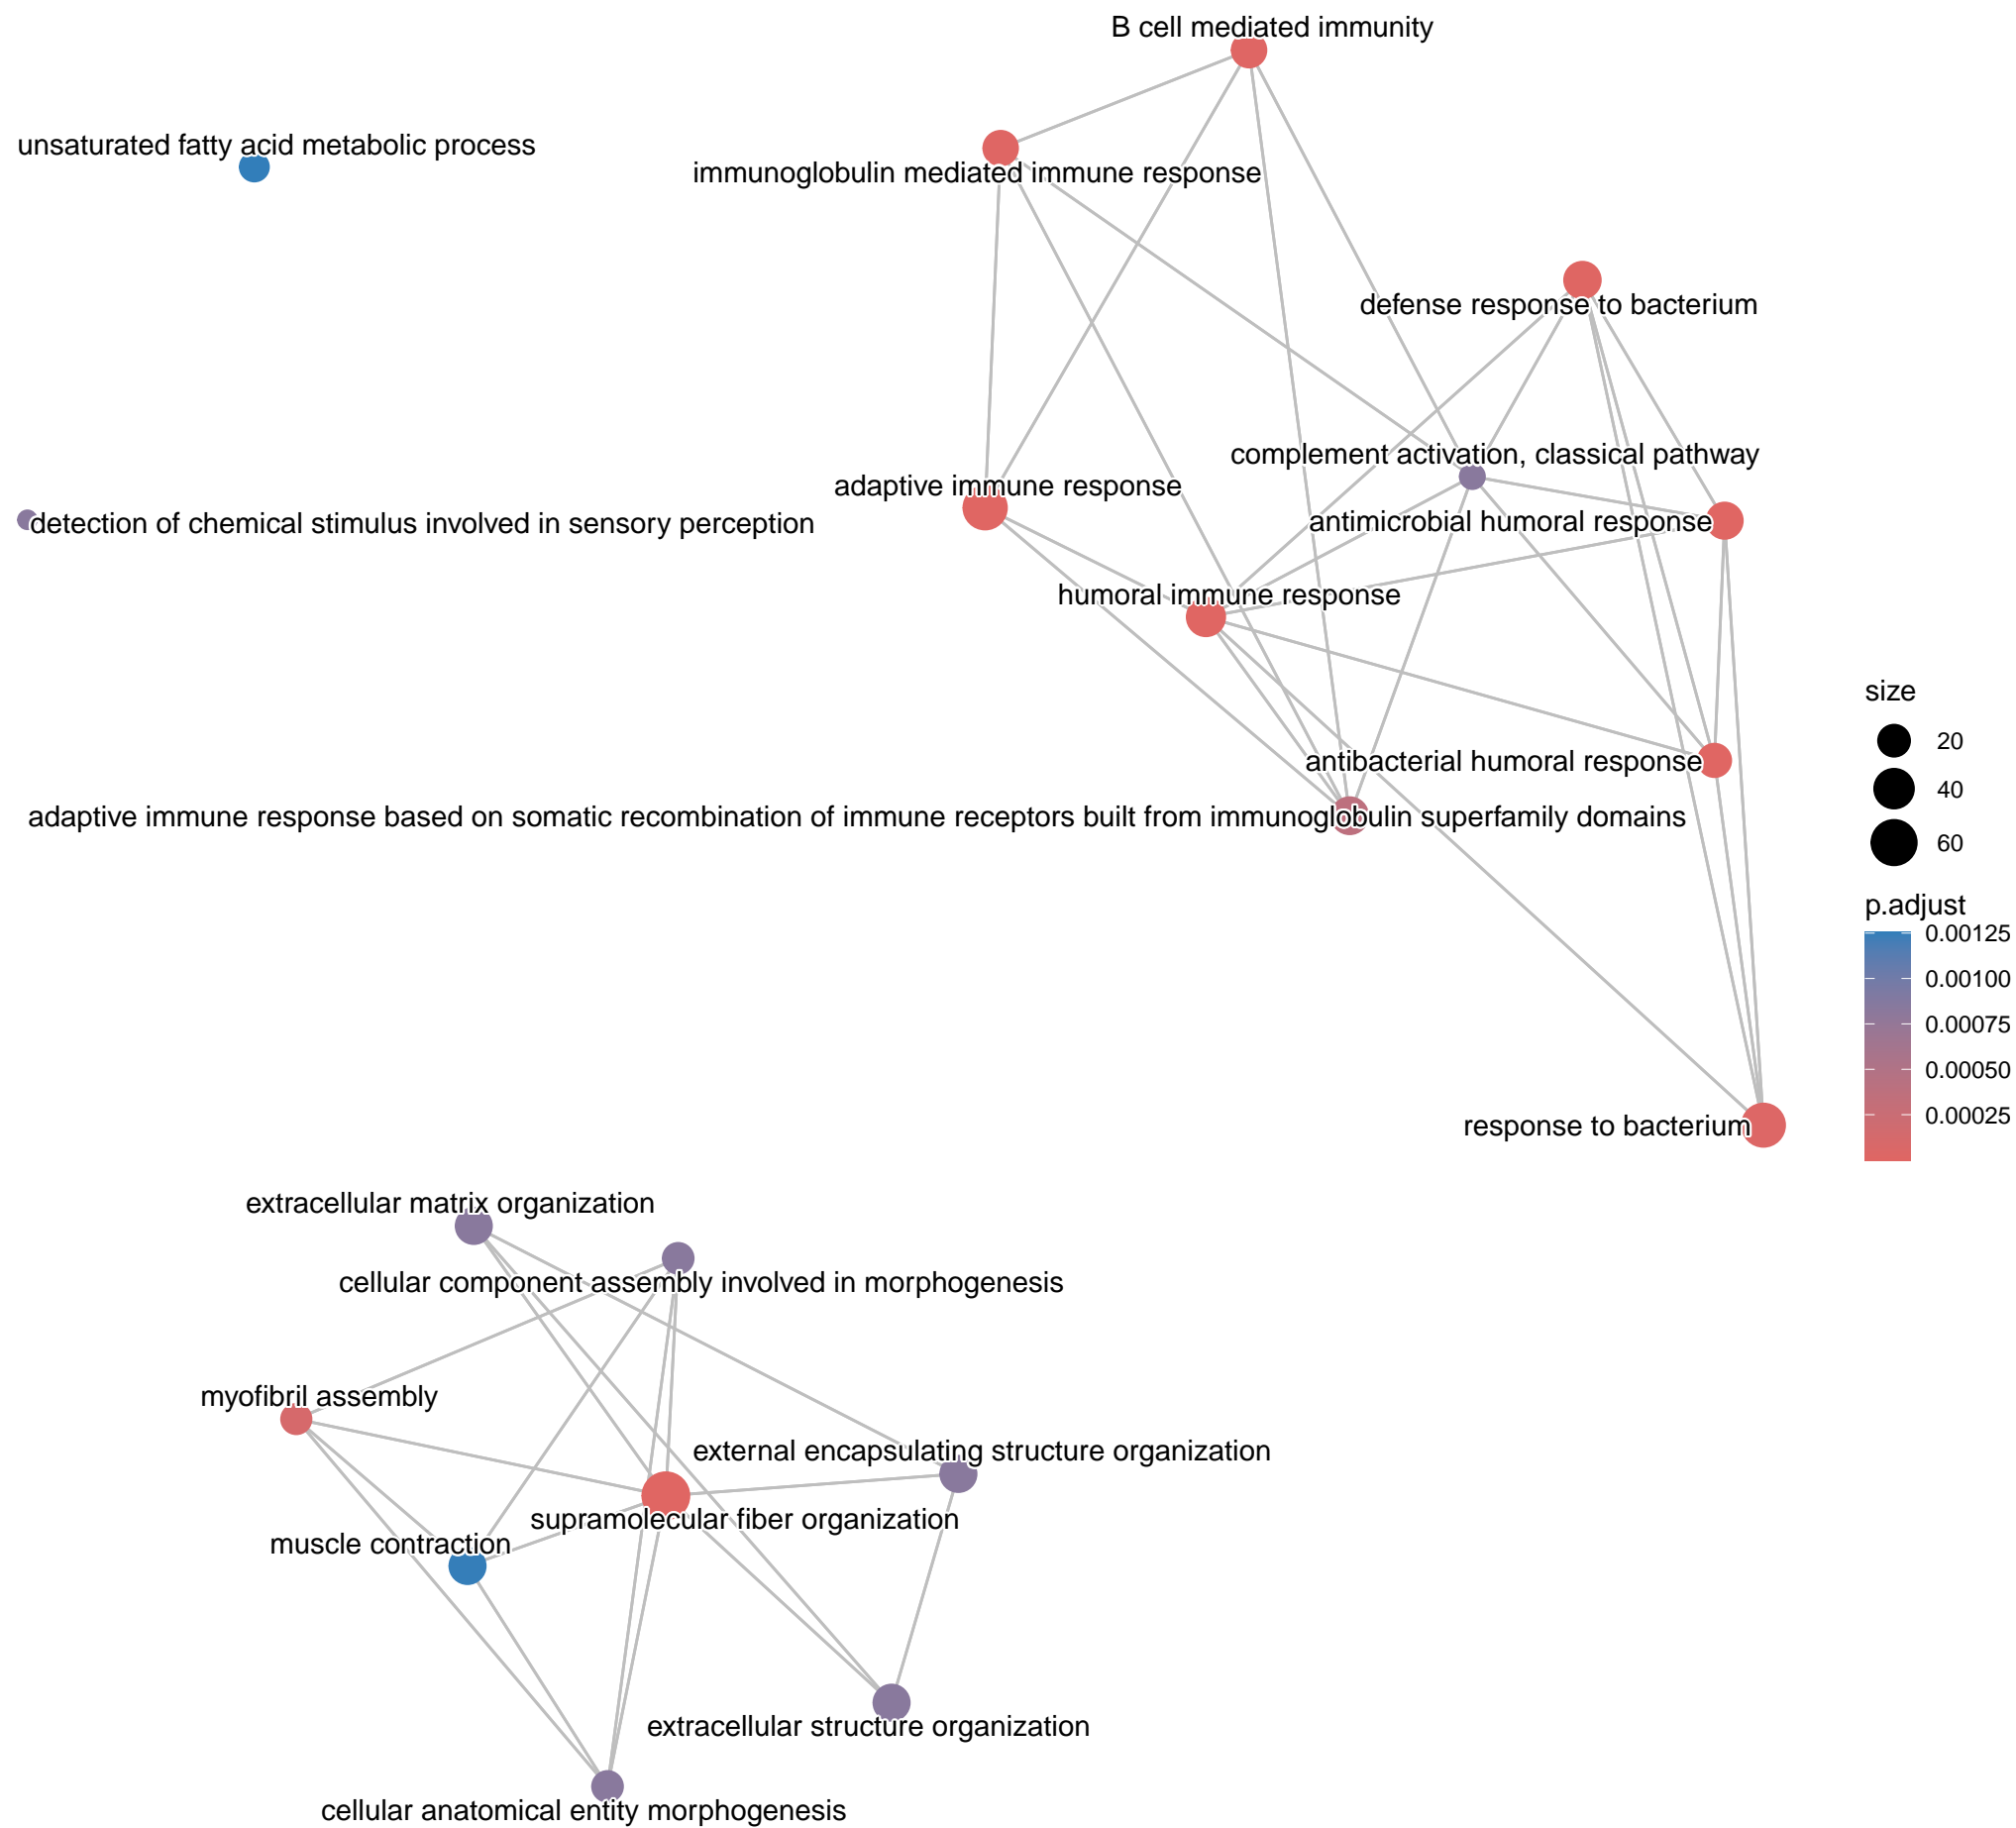 B cell mediated immunity
unsaturated fatty acid metabolic process
immunoglobulin mediated immune response
defense response to bacterium
complement activation, classical pathway
adaptive immune response
detection of chemical stimulus involved in sensory perception
antimicrobial humoral response
humoral immune response
antibacterial humoral response
adaptive immune response based on somatic recombination of immune receptors built from immunoglobulin superfamily domains
response to bacterium
size
20
40
60
p.adjust
0.00125
0.00100
0.00075
0.00050
0.00025
extracellular matrix organization
cellular component assembly involved in morphogenesis
myofibril assembly
external encapsulating structure organization
supramolecular fiber organization
muscle contraction
extracellular structure organization
cellular anatomical entity morphogenesis